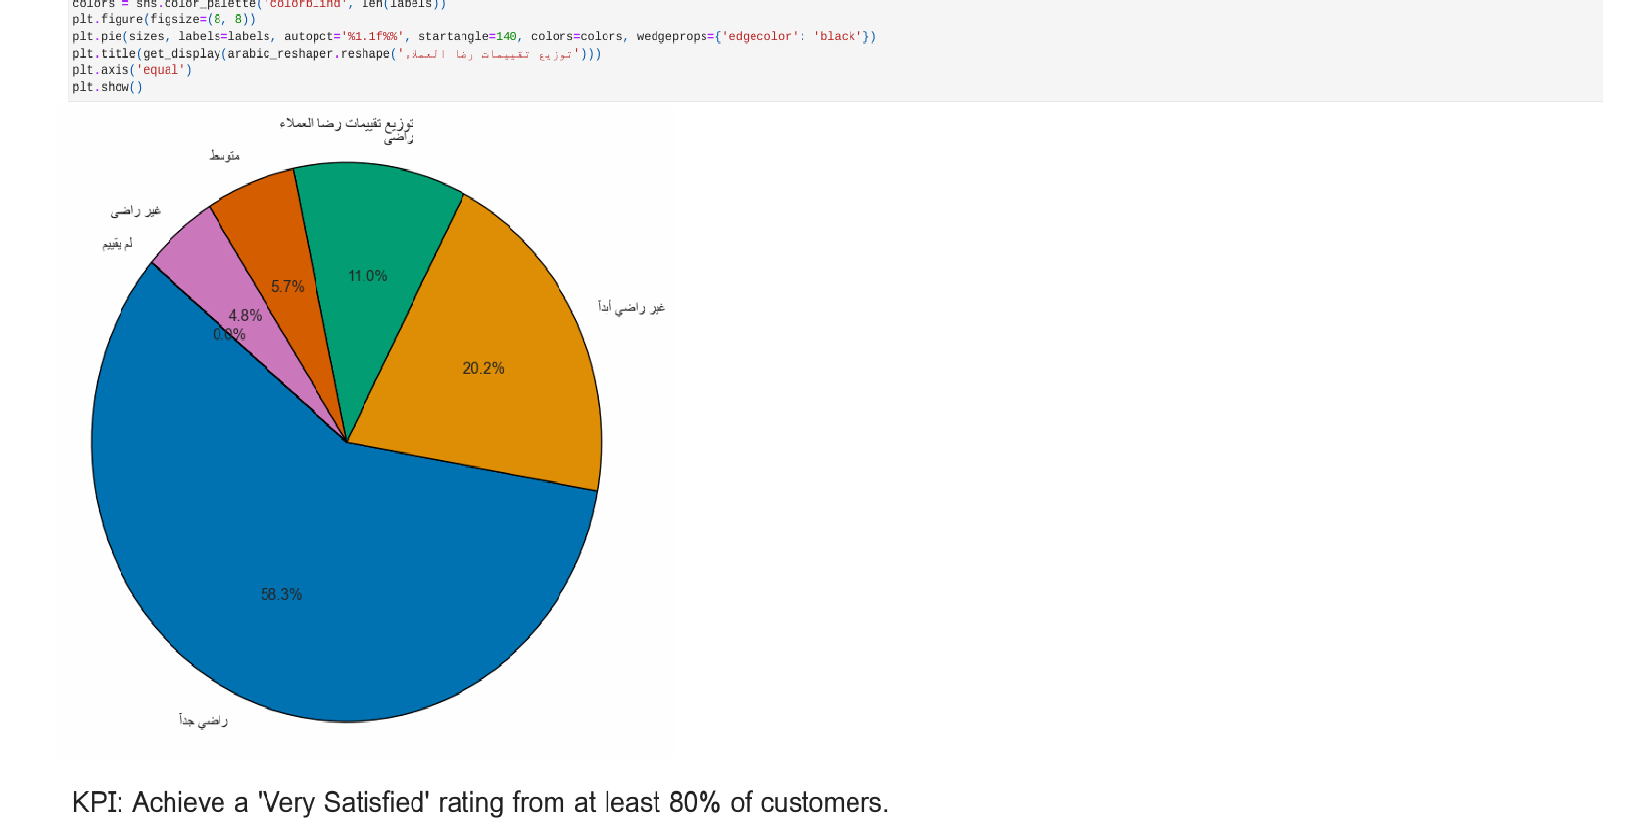 colors = sns.color_palette('colorblind', len(labels))
plt.figure(figsize=(8, 8))
plt.pie(sizes, labels=labels, autopct='%1.1f%%', startangle=140, colors=colors, wedgeprops={'edgecolor': 'black'})
plt.title(get_display(arabic_reshaper.reshape('توزيع تقييمات رضا العملاء')))
plt.axis('equal')
plt.show()
توزيع تقييمات رضا العملاء
راضى
متوسط
غير راضى
لم يقييم
11.0%
5.7%
غير راضي أبداً
4.8%
0.0%
20.2%
58.3%
راضي جداً
KPI: Achieve a 'Very Satisfied' rating from at least 80% of customers.